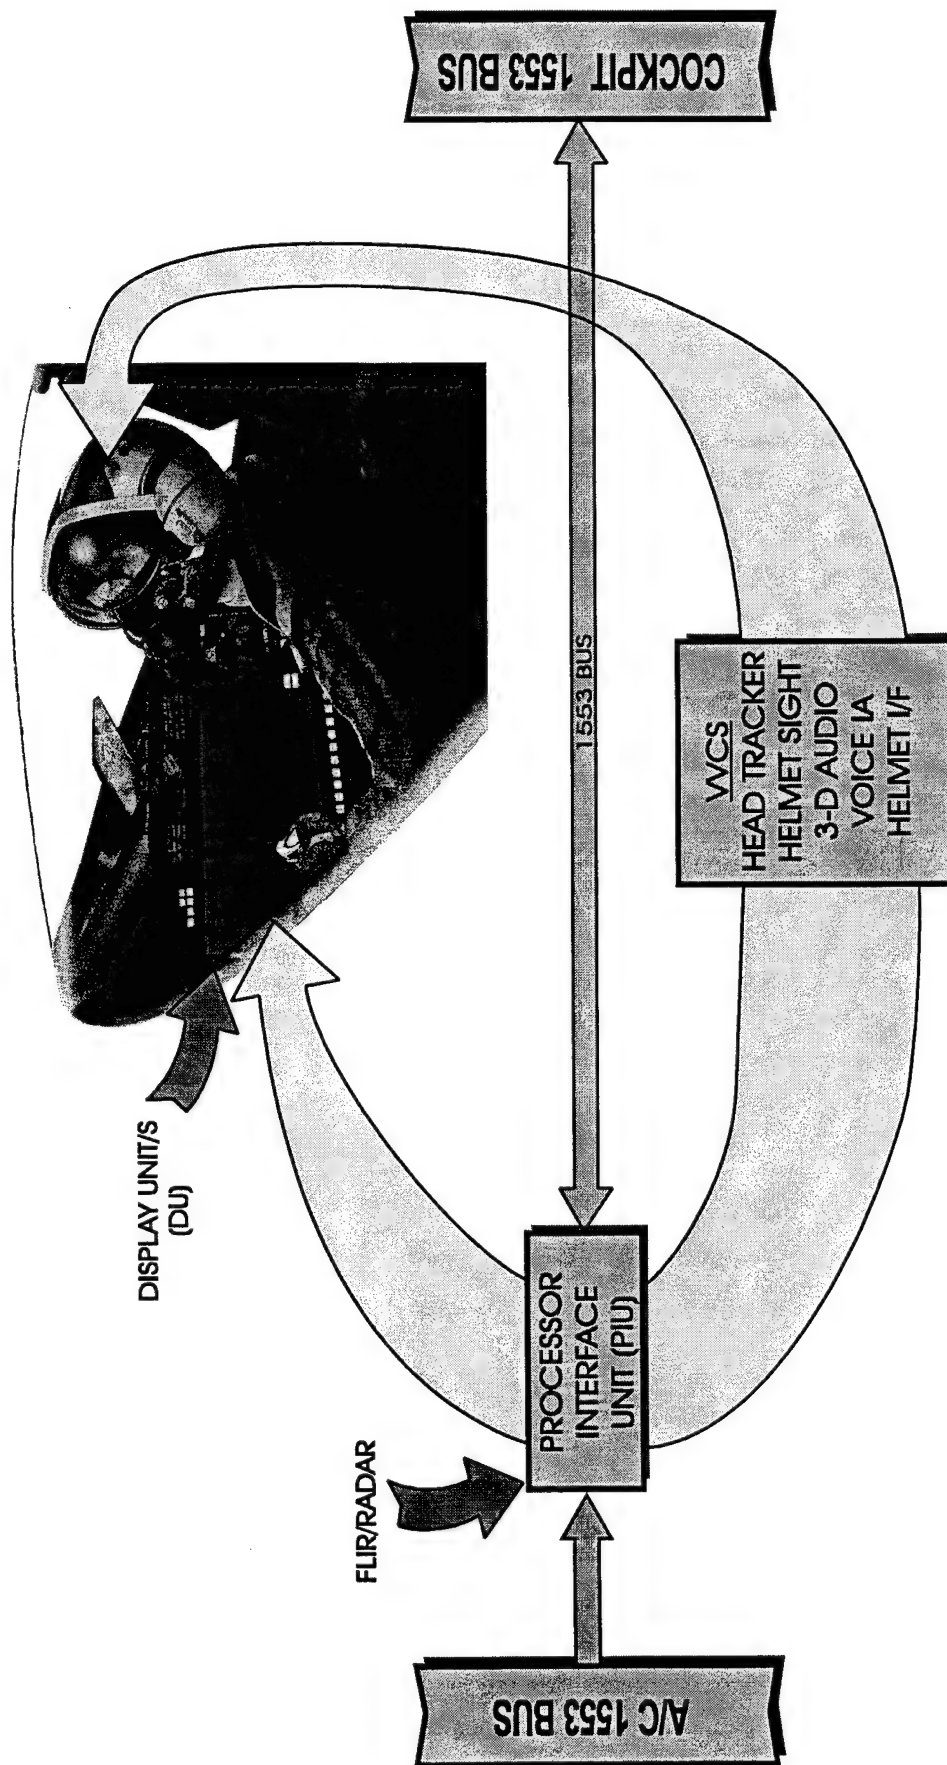 DISPLAY UNIT/S
(DU)
FLIR/RADAR
A/C 1553 BUS
PROCESSOR
INTERFACE
UNIT (PIU)
1553 BUS
COCKPIT 1553 BUS
VVCS
HEAD TRACKER
HELMET SIGHT
3-D AUDIO
VOICE IA
HELMET I/F